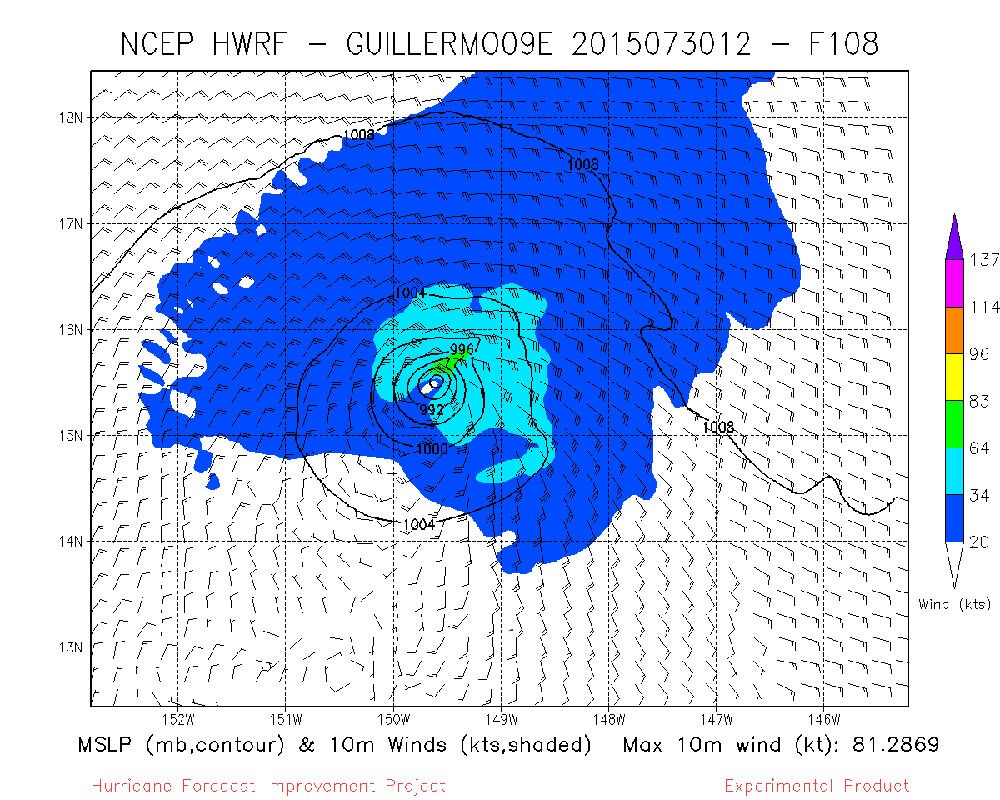 NCEP HWRF - GUILLERMO09E 2015073012 - F108
18N
17N
16N
15N
14N
13N
1008
1008
1004
996
992
1000
1008
1004
152W 151W 150W 149W 148W 147W 146W
137
114
96
83
64
34
20
Wind (kts)
MSLP (mb,contour) & 10m Winds (kts,shaded) Max 10m wind (kt): 81.2869
Hurricane Forecast Improvement Project Experimental Product